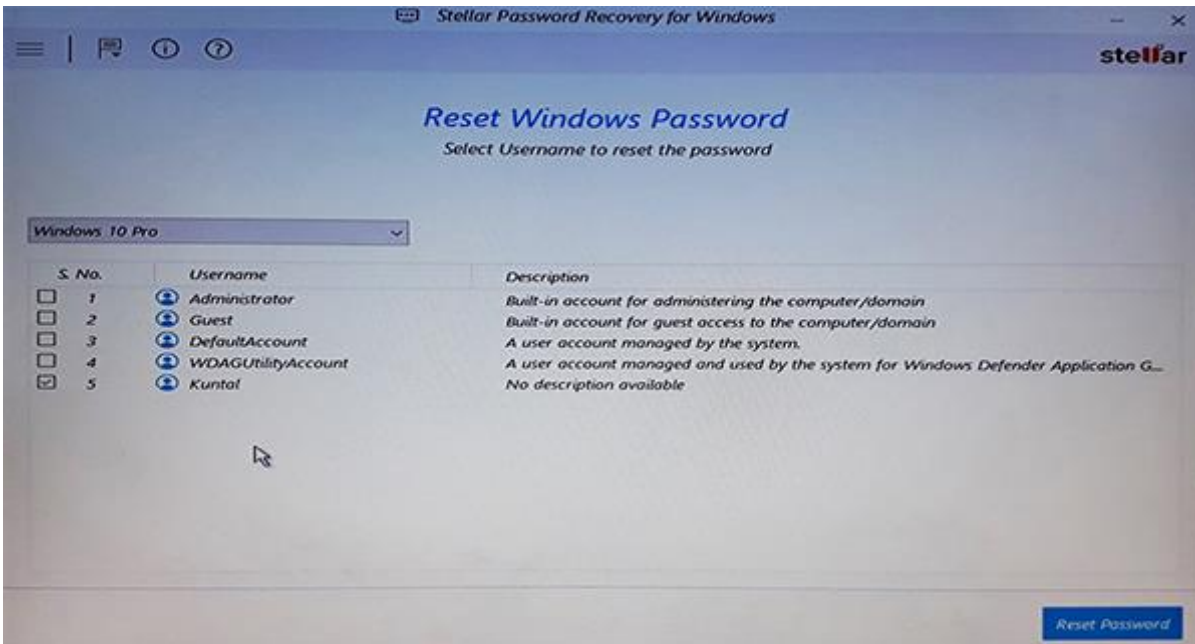 Stellar Password Recovery for Windows
stellar
Reset Windows Password
Select Username to reset the password
Windows 10 Pro
S. No. Username Description
1 Administrator Built-in account for administering the computer/domain
2 Guest Built-in account for guest access to the computer/domain
3 DefaultAccount A user account managed by the system.
4 WDAGUtilityAccount A user account managed and used by the system for Windows Defender Application G...
5 Kuntal No description available
Reset Password